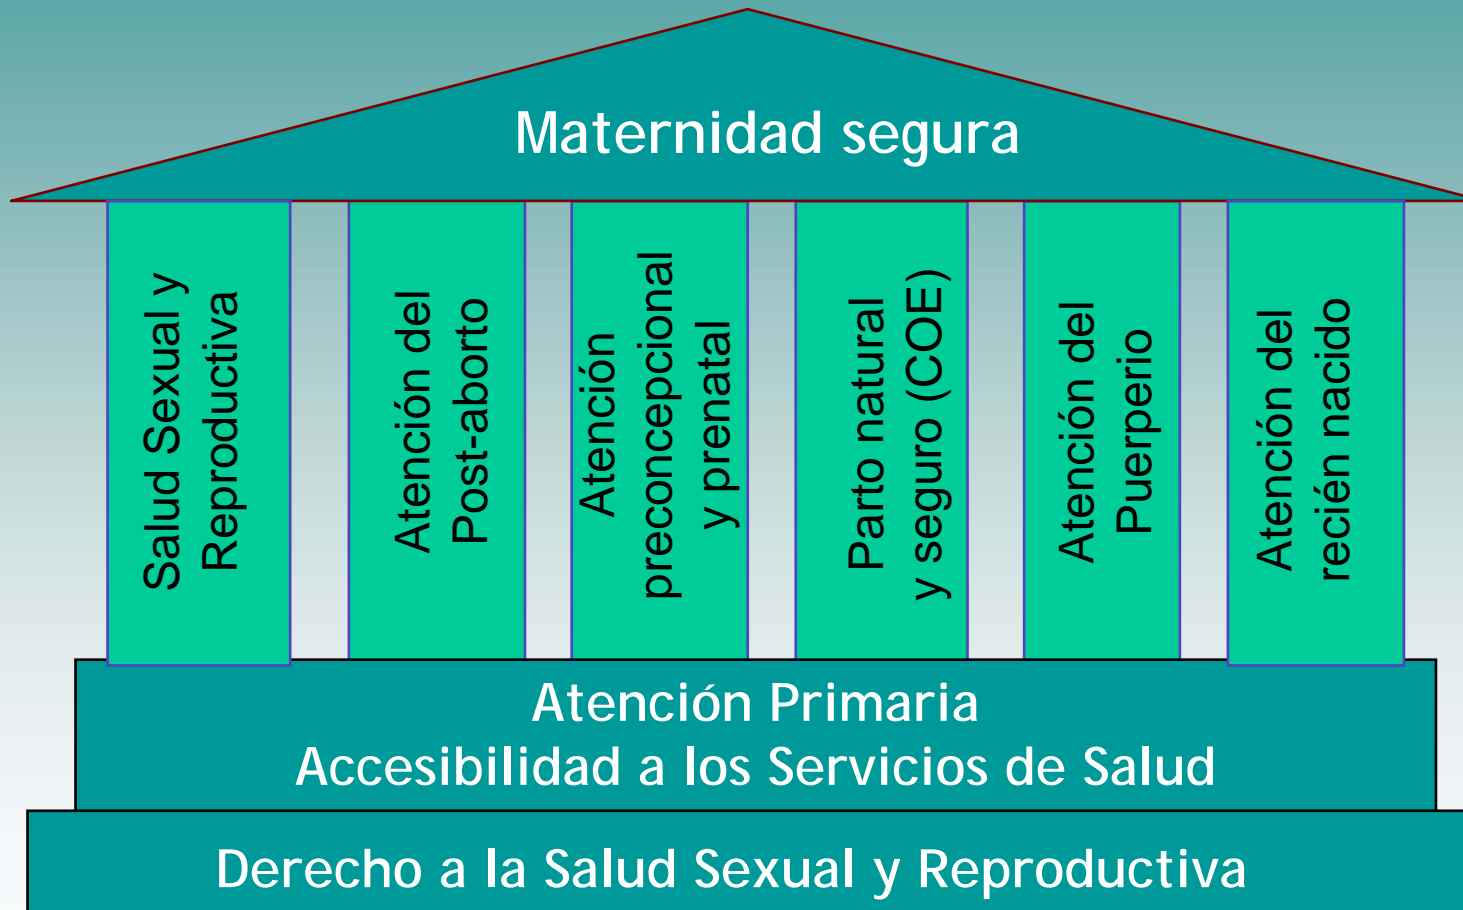 Maternidad segura
Salud Sexual y
Reproductiva
Atención del
Post-aborto
Atención
preconcepcional
y prenatal
Parto natural
y seguro (COE)
Atención del
Puerperio
Atención del
recién nacido
Atención Primaria
Accesibilidad a los Servicios de Salud
Derecho a la Salud Sexual y Reproductiva